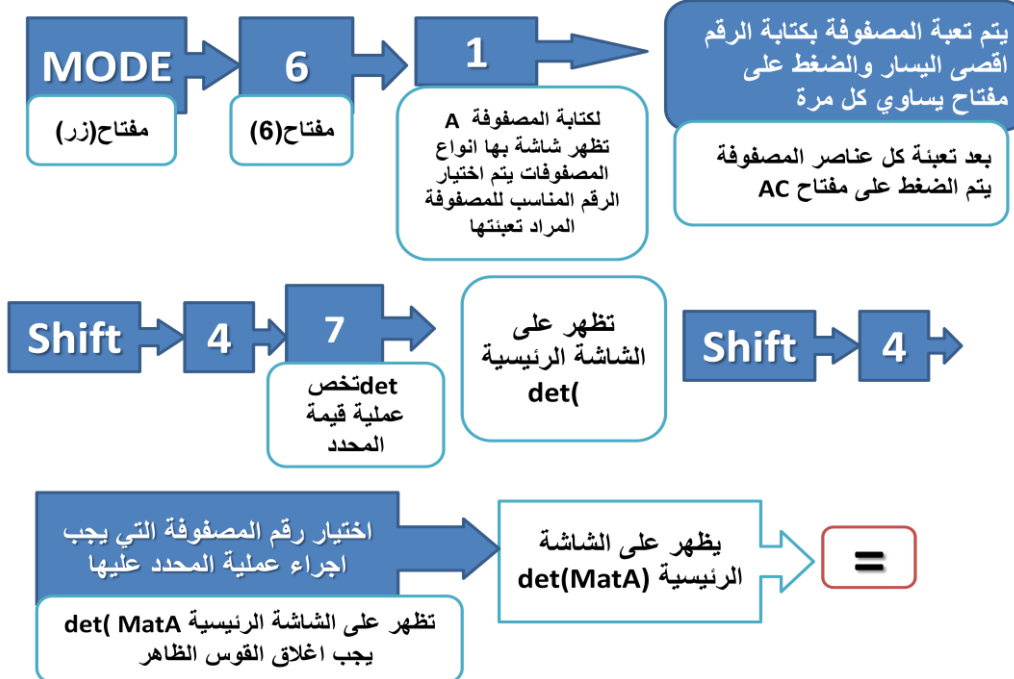 MODE
مفتاح(زر)
6
مفتاح(6)
1
لكتابة المصفوفة A
تظهر شاشة بها انواع
المصفوفات يتم اختيار
الرقم المناسب للمصفوفة
المراد تعبئتها
يتم تعبة المصفوفة بكتابة الرقم
اقصى اليسار والضغط على
مفتاح يساوي كل مرة
بعد تعبئة كل عناصر المصفوفة
يتم الضغط على مفتاح AC
Shift
4
7
detتخص
عملية قيمة
المحدد
تظهر على
الشاشة الرئيسية
det(
Shift
4
اختيار رقم المصفوفة التي يجب
اجراء عملية المحدد عليها
تظهر على الشاشة الرئيسية det( MatA
يجب اغلاق القوس الظاهر
يظهر على الشاشة
الرئيسية det(MatA)
=